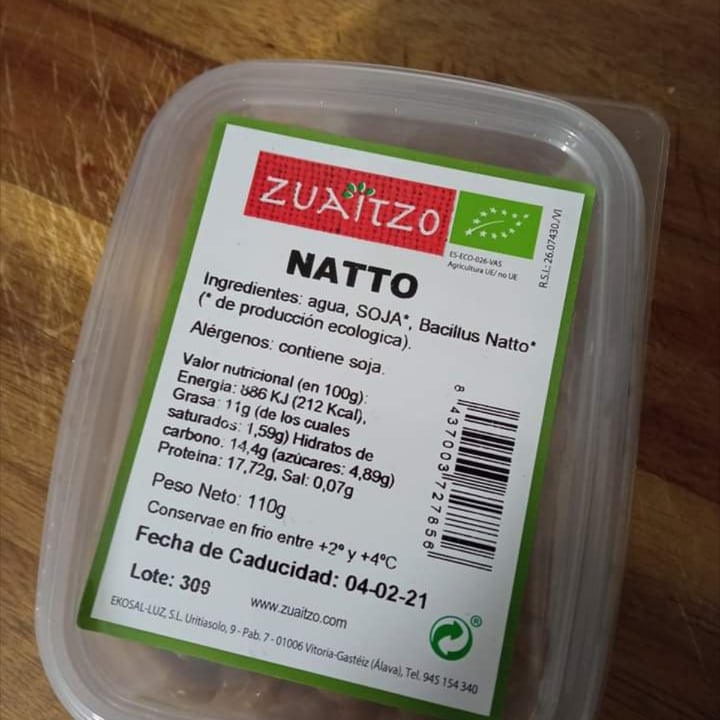 ZUAITZO
ES-ECO-026-VAS
Agricultura UE/ no UE
R.S.I.: 26.07430./VI
NATTO
Ingredientes: agua, SOJA*, Bacillus Natto*
(* de producción ecologica).
Alérgenos: contiene soja.
Valor nutricional (en 100g):
Energia: 886 KJ (212 Kcal),
Grasa: 11g (de los cuales
saturados: 1,59g) Hidratos de
carbono: 14,4g (azúcares: 4,89g)
Proteina: 17,72g, Sal: 0,07g
8 437003 727856
Peso Neto: 110g
Conservae en frio entre +2º y +4ºC
Fecha de Caducidad: 04-02-21
Lote: 309
www.zuaitzo.com
EKOSAL-LUZ, S.L. Uritiasolo, 9 - Pab. 7 - 01006 Vitoria-Gastéiz (Álava), Tel. 945 154 340
®